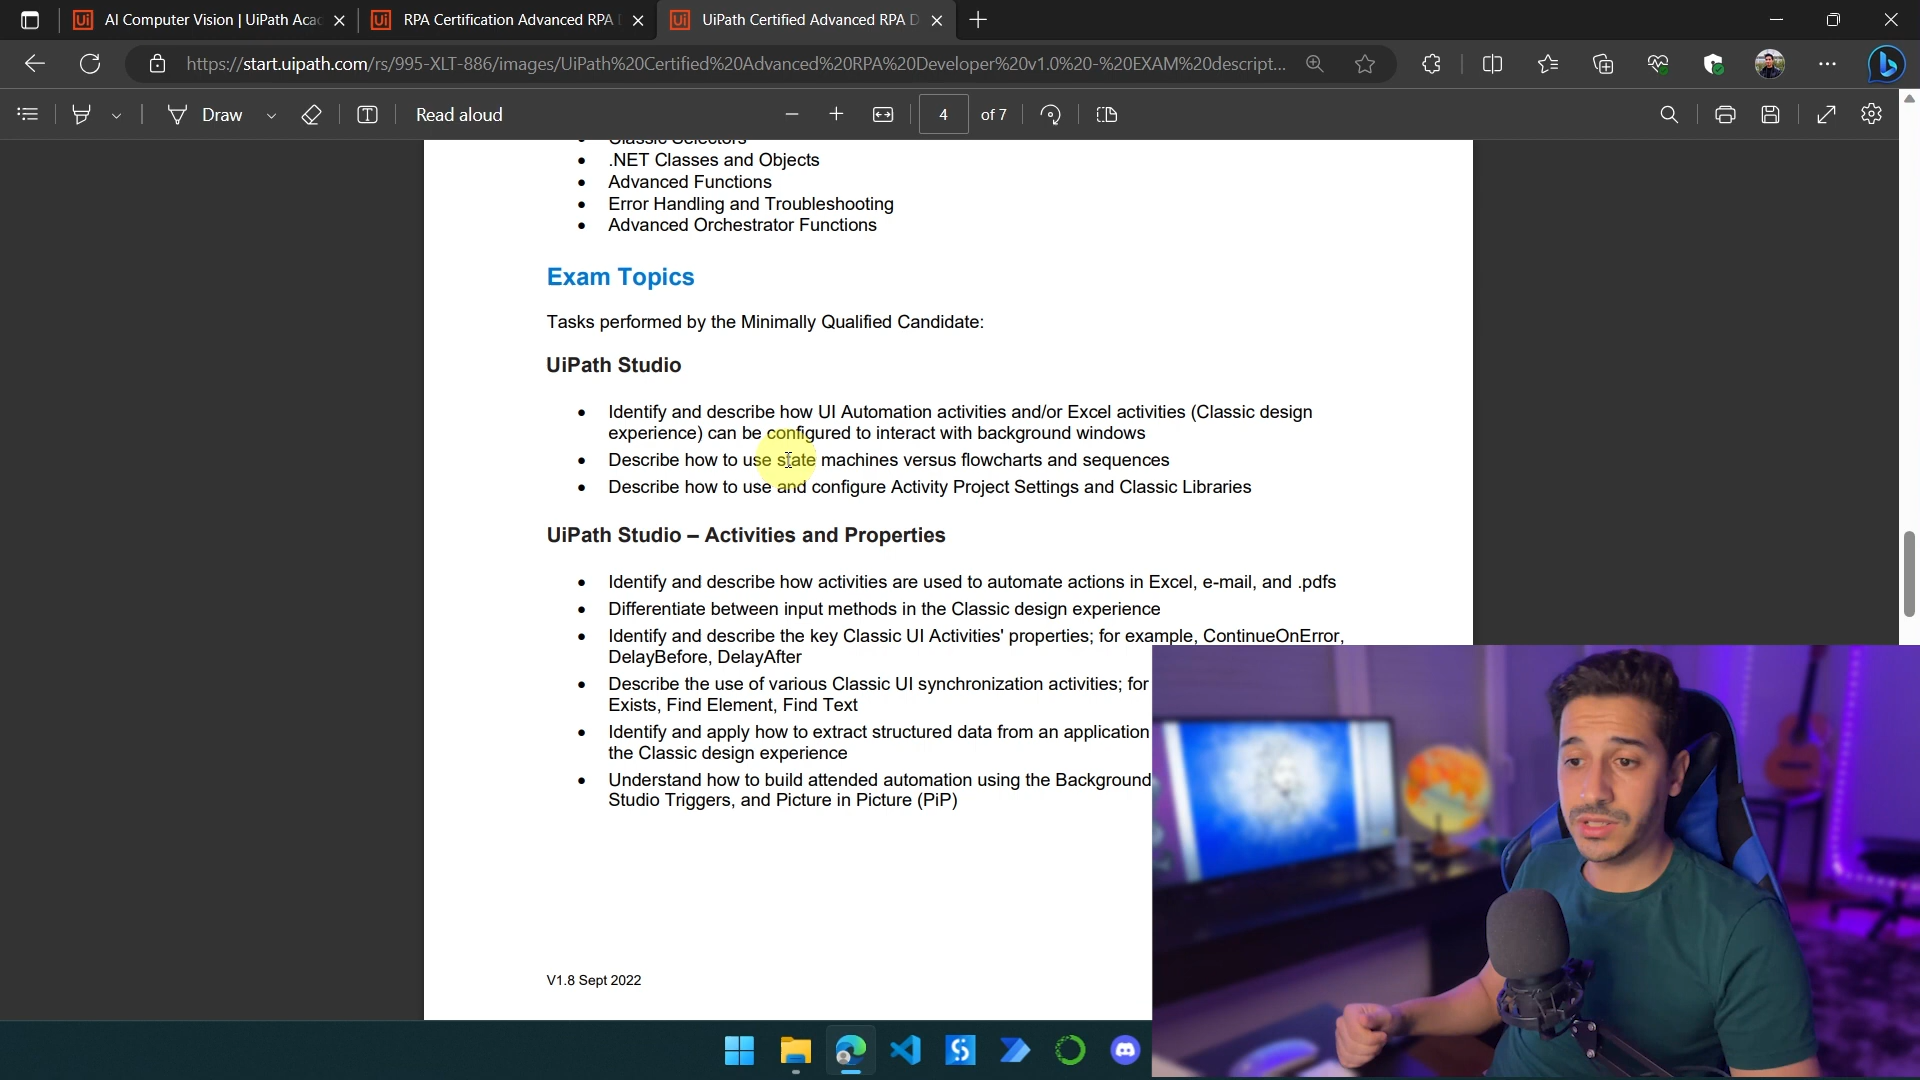 AI Computer Vision | UiPath Aca
RPA Certification Advanced RPA
UiPath Certified Advanced RPA D
https://start.uipath.com/rs/995-XLT-886/images/UiPath%20Certified%20Advanced%20RPA%20Developer%20v1.0%20-%20EXAM%20descript...
Draw
Read aloud
4 of 7
Classic Selectors
.NET Classes and Objects
Advanced Functions
Error Handling and Troubleshooting
Advanced Orchestrator Functions
Exam Topics
Tasks performed by the Minimally Qualified Candidate:
UiPath Studio
Identify and describe how UI Automation activities and/or Excel activities (Classic design
experience) can be configured to interact with background windows
Describe how to use state machines versus flowcharts and sequences
Describe how to use and configure Activity Project Settings and Classic Libraries
UiPath Studio – Activities and Properties
Identify and describe how activities are used to automate actions in Excel, e-mail, and .pdfs
Differentiate between input methods in the Classic design experience
Identify and describe the key Classic UI Activities' properties; for example, ContinueOnError,
DelayBefore, DelayAfter
Describe the use of various Classic UI synchronization activities; for
Exists, Find Element, Find Text
Identify and apply how to extract structured data from an application
the Classic design experience
Understand how to build attended automation using the Background
Studio Triggers, and Picture in Picture (PiP)
V1.8 Sept 2022